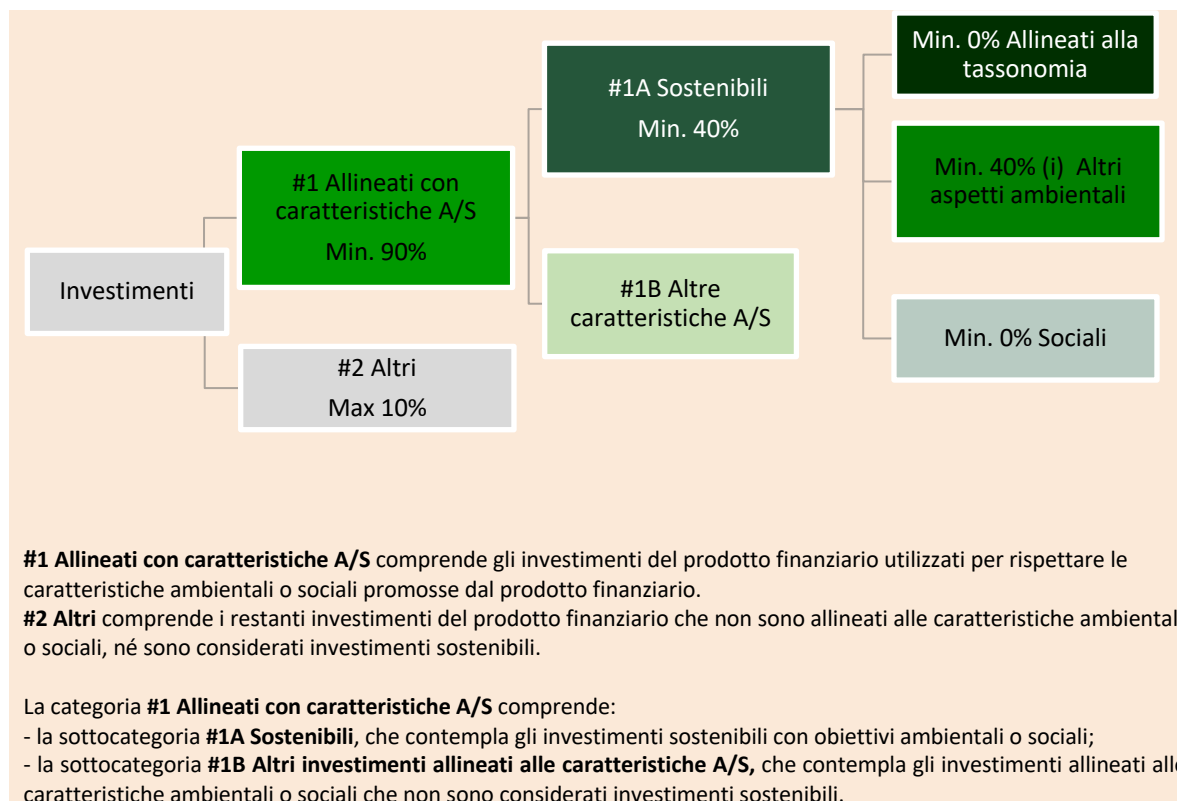 Investimenti
#1 Allineati con
caratteristiche A/S
Min. 90%
#2 Altri
Max 10%
#1A Sostenibili
Min. 40%
#1B Altre
caratteristiche A/S
Min. 0% Allineati alla
tassonomia
Min. 40% (i) Altri
aspetti ambientali
Min. 0% Sociali
#1 Allineati con caratteristiche A/S comprende gli investimenti del prodotto finanziario utilizzati per rispettare le
caratteristiche ambientali o sociali promosse dal prodotto finanziario.
#2 Altri comprende i restanti investimenti del prodotto finanziario che non sono allineati alle caratteristiche ambiental
o sociali, né sono considerati investimenti sostenibili.
La categoria #1 Allineati con caratteristiche A/S comprende:
- la sottocategoria #1A Sostenibili, che contempla gli investimenti sostenibili con obiettivi ambientali o sociali;
- la sottocategoria #1B Altri investimenti allineati alle caratteristiche A/S, che contempla gli investimenti allineati alle
caratteristiche ambientali o sociali che non sono considerati investimenti sostenibili.